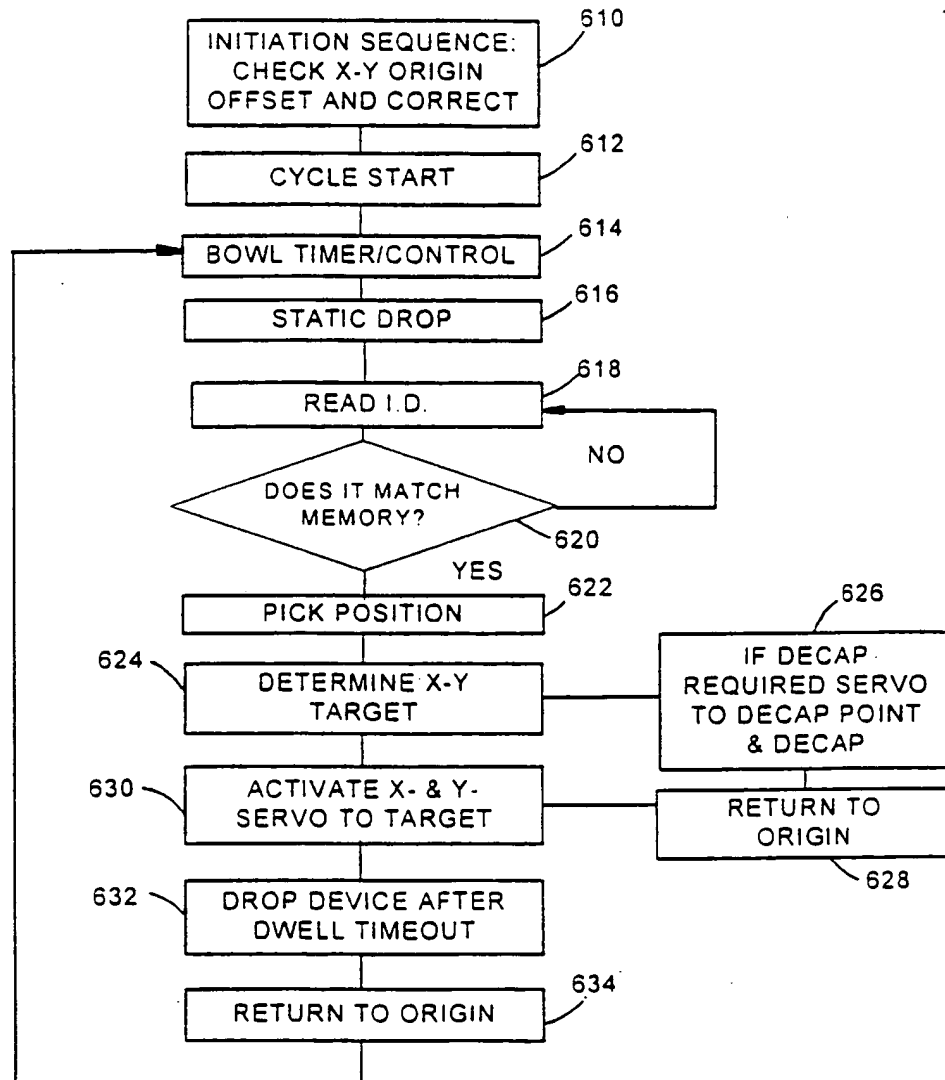 610
INITIATION SEQUENCE:
CHECK X-Y ORIGIN
OFFSET AND CORRECT
612
CYCLE START
614
BOWL TIMER/CONTROL
616
STATIC DROP
618
READ I.D.
NO
DOES IT MATCH
MEMORY?
620
YES
622
PICK POSITION
624
DETERMINE X-Y
TARGET
626
IF DECAP
REQUIRED SERVO
TO DECAP POINT
& DECAP
630
ACTIVATE X- & Y-
SERVO TO TARGET
RETURN TO
ORIGIN
628
632
DROP DEVICE AFTER
DWELL TIMEOUT
634
RETURN TO ORIGIN